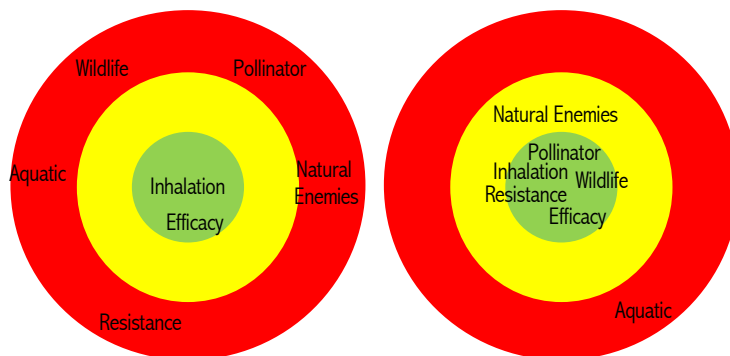 Wildlife
Pollinator
Aquatic
Natural
Enemies
Inhalation
Efficacy
Resistance
Natural Enemies
Pollinator
Inhalation
Wildlife
Resistance
Efficacy
Aquatic